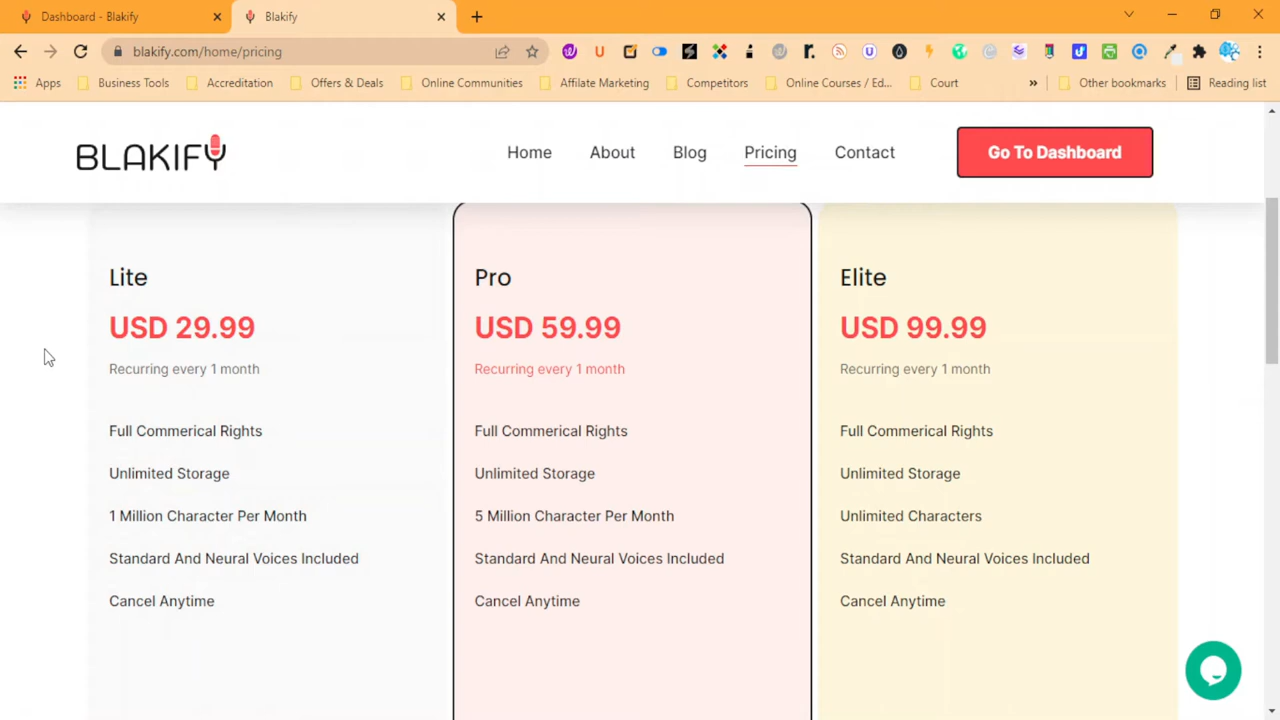 Dashboard - Blakify
Blakify
blakify.com/home/pricing
Apps
Business Tools
Accreditation
Offers & Deals
Online Communities
Affilate Marketing
Competitors
Online Courses / Ed...
Court
Other bookmarks
Reading list
BLAKIFY
Home
About
Blog
Pricing
Contact
Go To Dashboard
Lite
USD 29.99
Recurring every 1 month
Full Commerical Rights
Unlimited Storage
1 Million Character Per Month
Standard And Neural Voices Included
Cancel Anytime
Pro
USD 59.99
Recurring every 1 month
Full Commerical Rights
Unlimited Storage
5 Million Character Per Month
Standard And Neural Voices Included
Cancel Anytime
Elite
USD 99.99
Recurring every 1 month
Full Commerical Rights
Unlimited Storage
Unlimited Characters
Standard And Neural Voices Included
Cancel Anytime